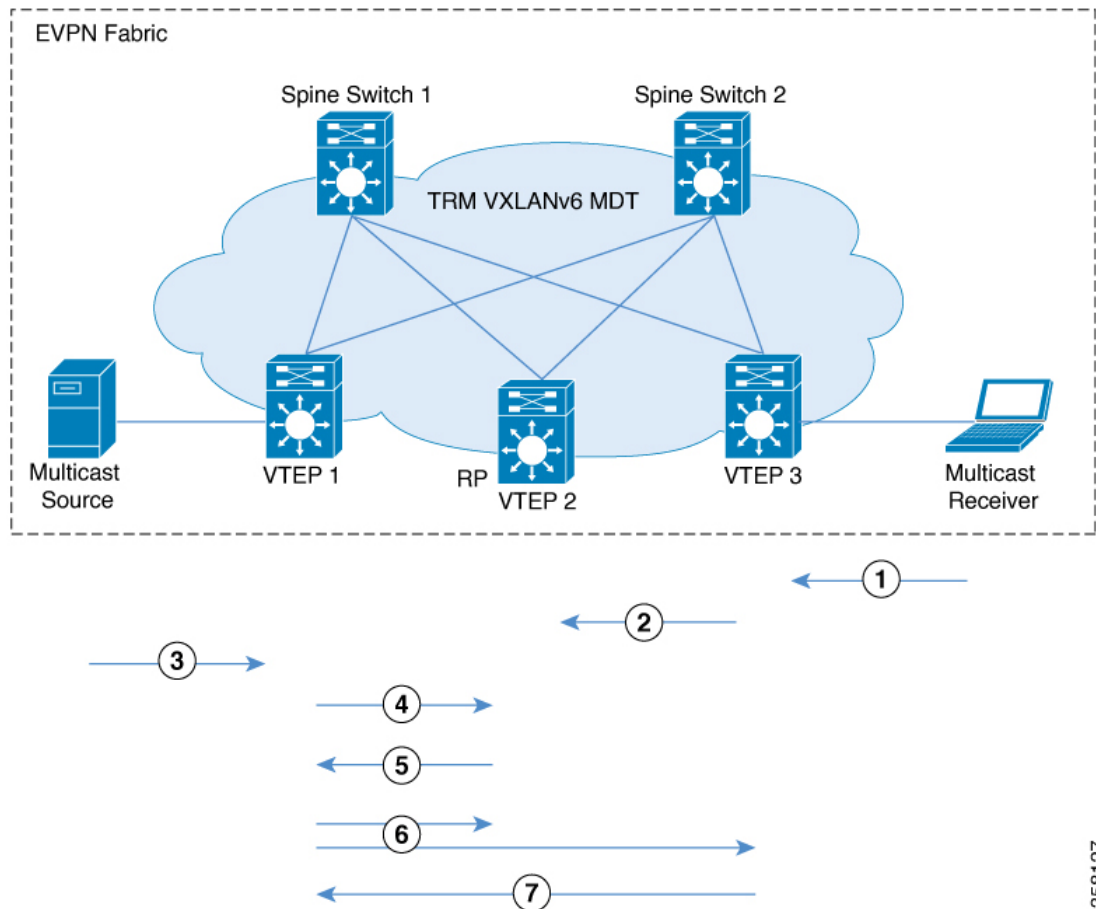 EVPN Fabric
Spine Switch 1
Spine Switch 2
TRM VXLANv6 MDT
Multicast
Source
VTEP 1
RP
VTEP 2
VTEP 3
Multicast
Receiver
1
2
3
4
5
6
7